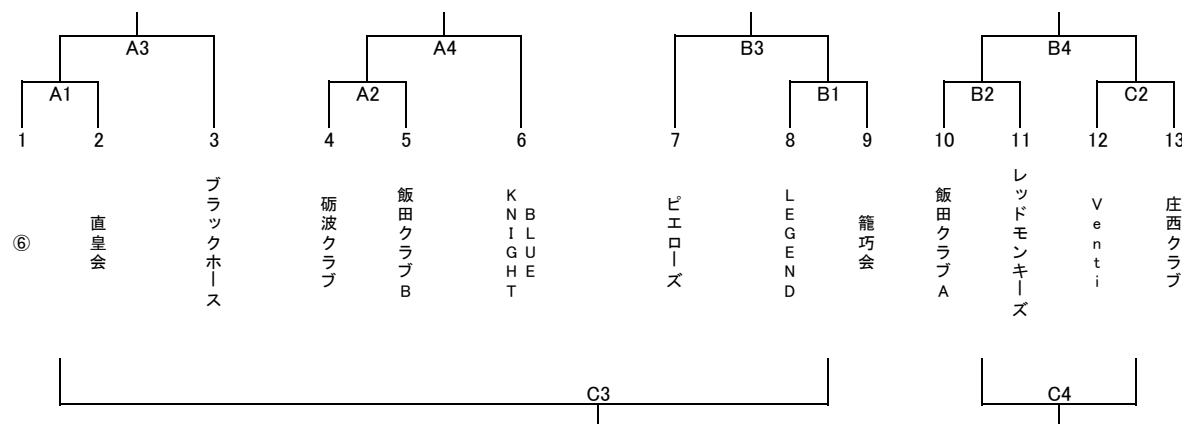 A3 A4 B3 B4
A1 A2 B1 B2 C2
1 2 3 4 5 6 7 8 9 10 11 12 13
⑥
直皇会
ブラックホース
砺波クラブ
飯田クラブB
BLUE
KNIGHT
ピエローズ
LEGEND
籠巧会
飯田クラブA
レッドモンキーズ
Venti
庄西クラブ
C3 C4